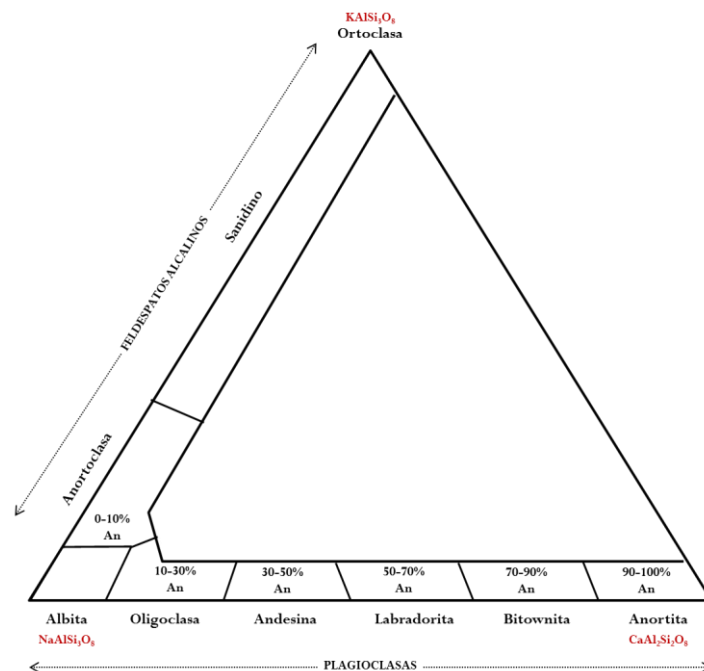 KAlSi₃O₈
Ortoclasa
FELDESPATOS ALCALINOS
Sanidino
Anortoclasa
0-10%
An
10-30%
An
30-50%
An
50-70%
An
70-90%
An
90-100%
An
Albita
Oligoclasa
Andesina
Labradorita
Bitownita
Anortita
NaAlSi₃O₈
CaAl₂Si₂O₈
PLAGIOCLASAS